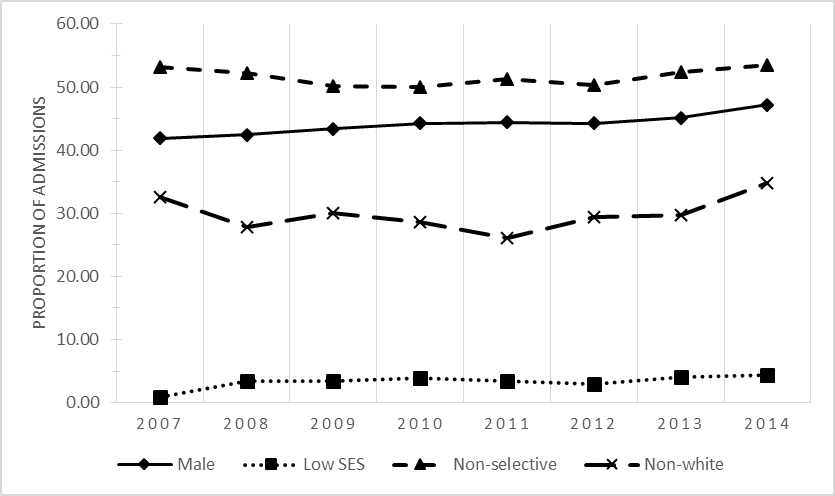 60.00
50.00
40.00
30.00
20.00
10.00
0.00
PROPORTION OF ADMISSIONS
2007 2008 2009 2010 2011 2012 2013 2014
Male Low SES Non-selective Non-white